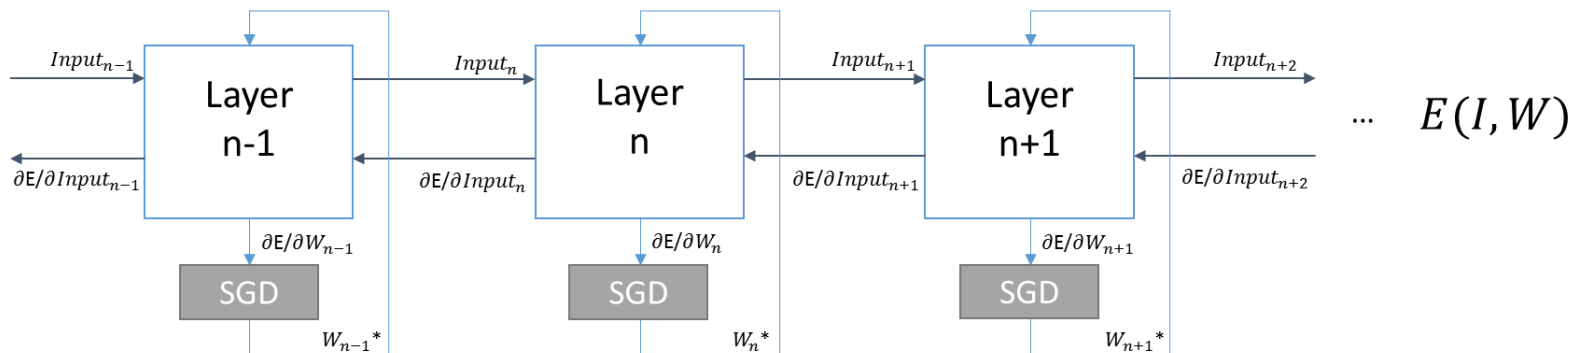 Input_{n−1}
Input_n
Input_{n+1}
Input_{n+2}
Layer
n-1
Layer
n
Layer
n+1
... E(I,W)
∂E/∂Input_{n−1}
∂E/∂Input_n
∂E/∂Input_{n+1}
∂E/∂Input_{n+2}
∂E/∂W_{n−1}
∂E/∂W_n
∂E/∂W_{n+1}
SGD
SGD
SGD
W_{n−1}*
W_n*
W_{n+1}*